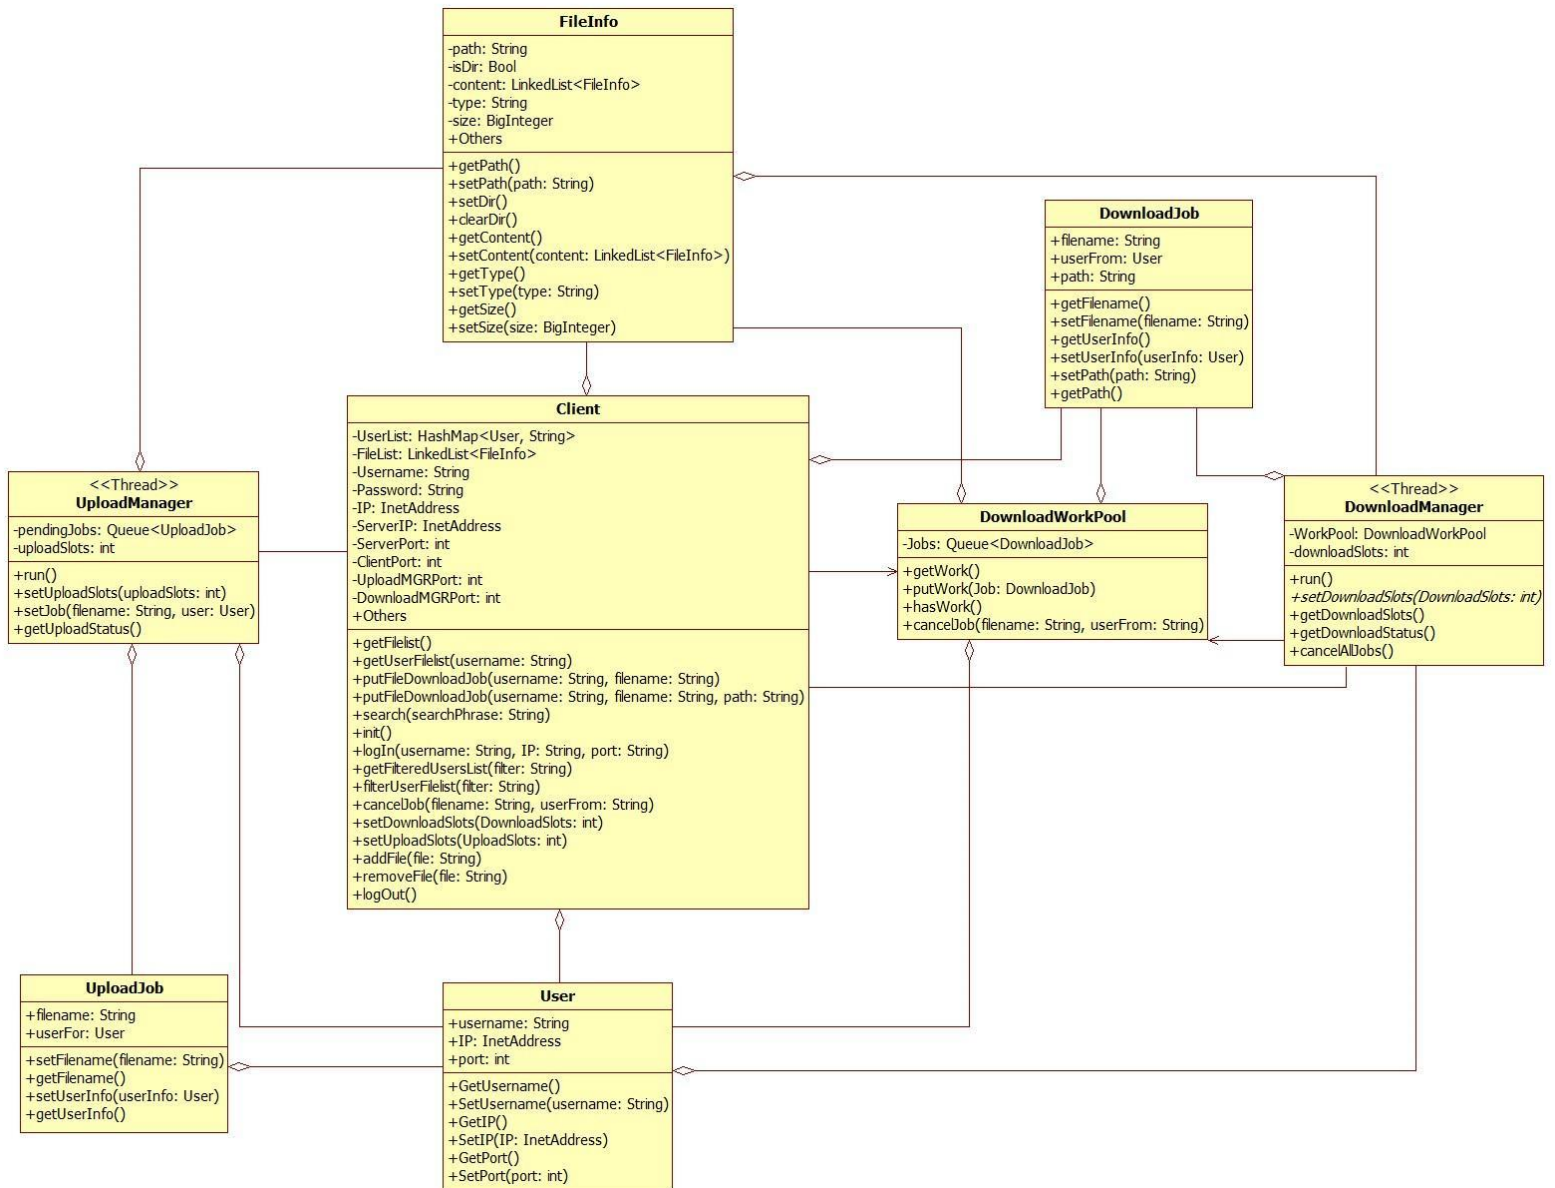 FileInfo
-path: String
-isDir: Bool
-content: LinkedList<FileInfo>
-type: String
-size: BigInteger
+Others
+getPath()
+setPath(path: String)
+setDir()
+clearDir()
+getContent()
+setContent(content: LinkedList<FileInfo>)
+getType()
+setType(type: String)
+getSize()
+setSize(size: BigInteger)
DownloadJob
+filename: String
+userFrom: User
+path: String
+getFilename()
+setFilename(filename: String)
+getUserInfo()
+setUserInfo(userInfo: User)
+setPath(path: String)
+getPath()
Client
-UserList: HashMap<User, String>
-FileList: LinkedList<FileInfo>
-Username: String
-Password: String
-IP: InetAddress
-ServerIP: InetAddress
-ServerPort: int
-ClientPort: int
-UploadMGRPort: int
-DownloadMGRPort: int
+Others
+getFilelist()
+getUserFilelist(username: String)
+putFileDownloadJob(username: String, filename: String)
+putFileDownloadJob(username: String, filename: String, path: String)
+search(searchPhrase: String)
+init()
+logIn(username: String, IP: String, port: String)
+getFilteredUsersList(filter: String)
+filterUserFilelist(filter: String)
+cancelJob(filename: String, userFrom: String)
+setDownloadSlots(DownloadSlots: int)
+setUploadSlots(UploadSlots: int)
+addFile(file: String)
+removeFile(file: String)
+logOut()
<<Thread>>
UploadManager
-pendingJobs: Queue<UploadJob>
-uploadSlots: int
+run()
+setUploadSlots(uploadSlots: int)
+setJob(filename: String, user: User)
+getUploadStatus()
DownloadWorkPool
-Jobs: Queue<DownloadJob>
+getWork()
+putWork(Job: DownloadJob)
+hasWork()
+cancelJob(filename: String, userFrom: String)
<<Thread>>
DownloadManager
-WorkPool: DownloadWorkPool
-downloadSlots: int
+run()
+setDownloadSlots(DownloadSlots: int)
+getDownloadSlots()
+getDownloadStatus()
+cancelAllJobs()
UploadJob
+filename: String
+userFor: User
+setFilename(filename: String)
+getFilename()
+setUserInfo(userInfo: User)
+getUserInfo()
User
+username: String
+IP: InetAddress
+port: int
+GetUsername()
+SetUsername(username: String)
+GetIP()
+SetIP(IP: InetAddress)
+GetPort()
+SetPort(port: int)